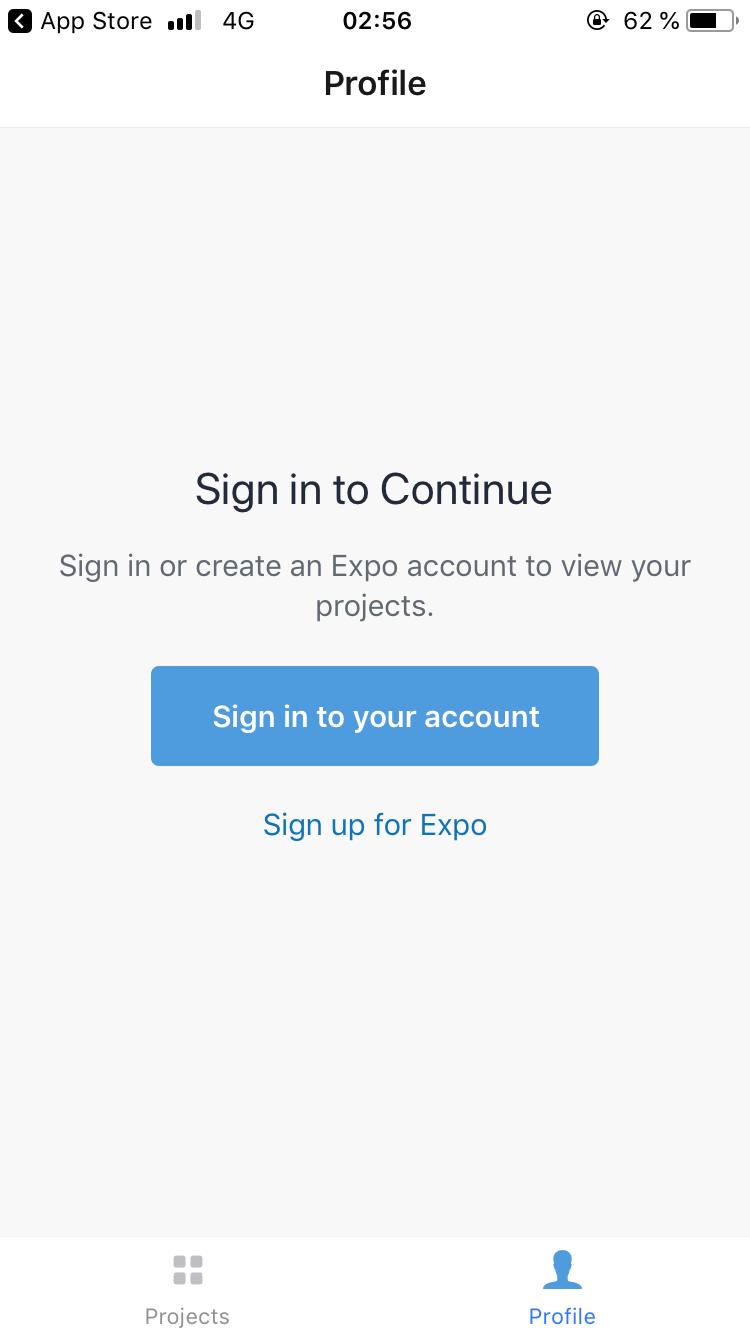 App Store 4G 02:56 62 %
Profile
Sign in to Continue
Sign in or create an Expo account to view your
projects.
Sign in to your account
Sign up for Expo
Projects Profile